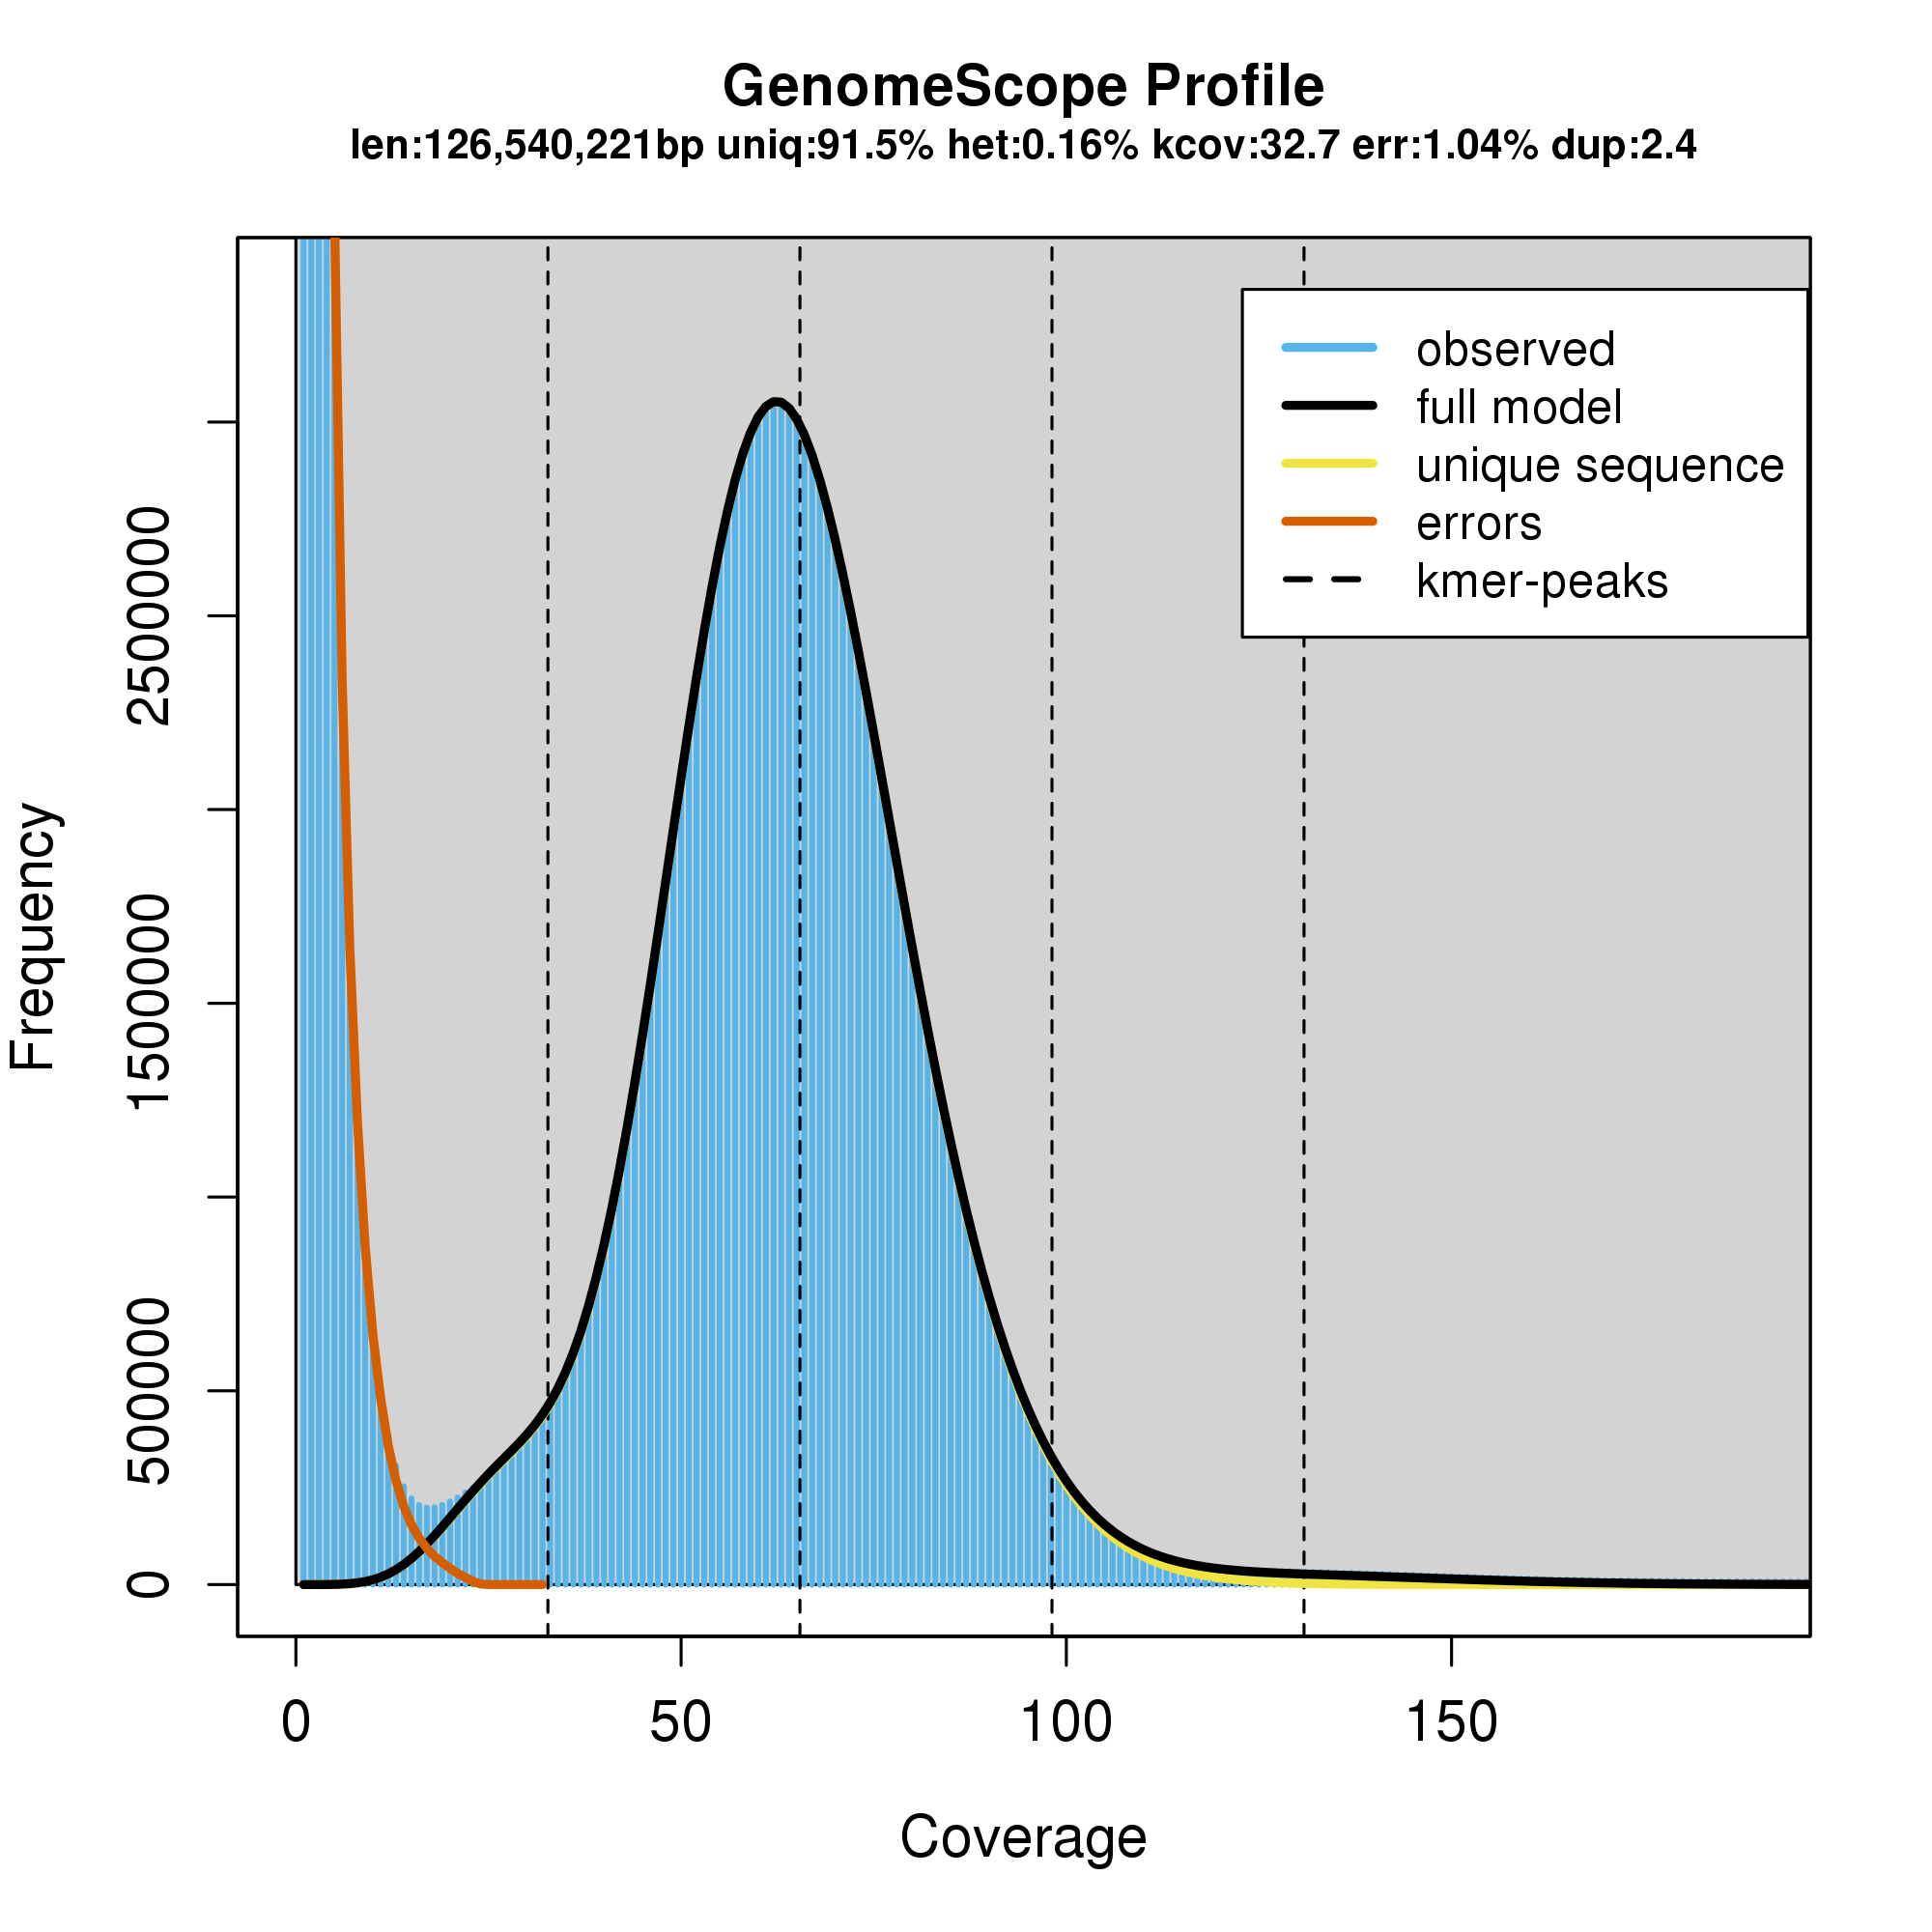 GenomeScope Profile
len:126,540,221bp uniq:91.5% het:0.16% kcov:32.7 err:1.04% dup:2.4
observed
full model
unique sequence
errors
kmer-peaks
Frequency
2500000
1500000
500000
0
0 50 100 150
Coverage